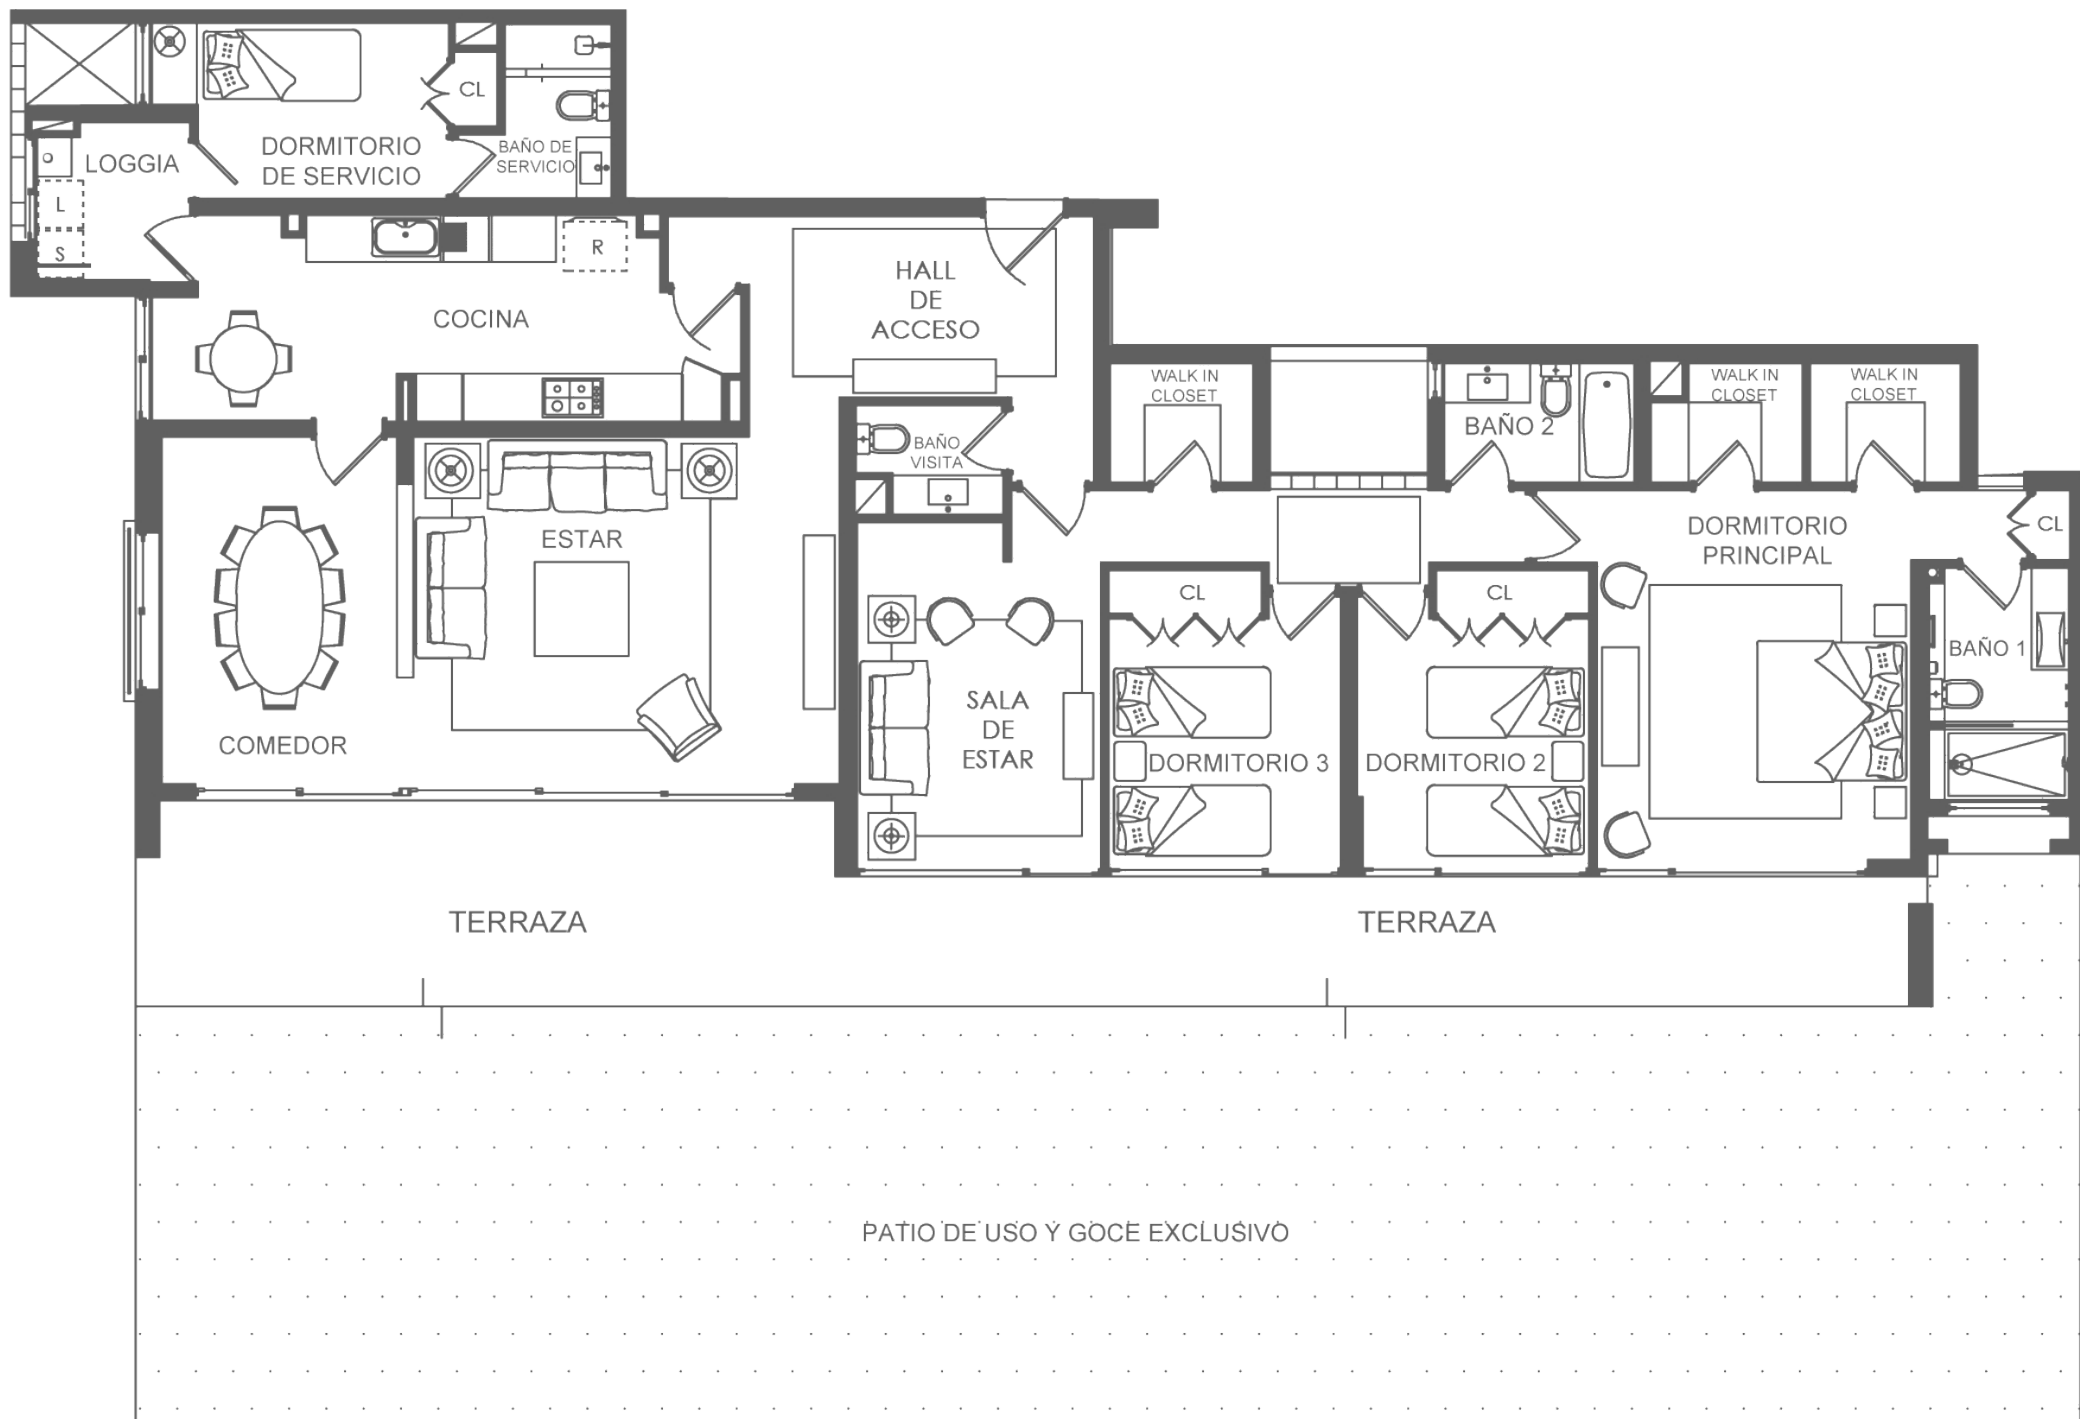 CL
DORMITORIO
DE SERVICIO
BAÑO DE
SERVICIO
LOGGIA
L
S
R
COCINA
HALL
DE
ACCESO
WALK IN
CLOSET
BAÑO 2
WALK IN
CLOSET
WALK IN
CLOSET
BAÑO
VISITA
ESTAR
COMEDOR
SALA
DE
ESTAR
CL
DORMITORIO 3
CL
DORMITORIO 2
DORMITORIO
PRINCIPAL
CL
BAÑO 1
TERRAZA
TERRAZA
PATIO DE USO Y GOCE EXCLUSIVO